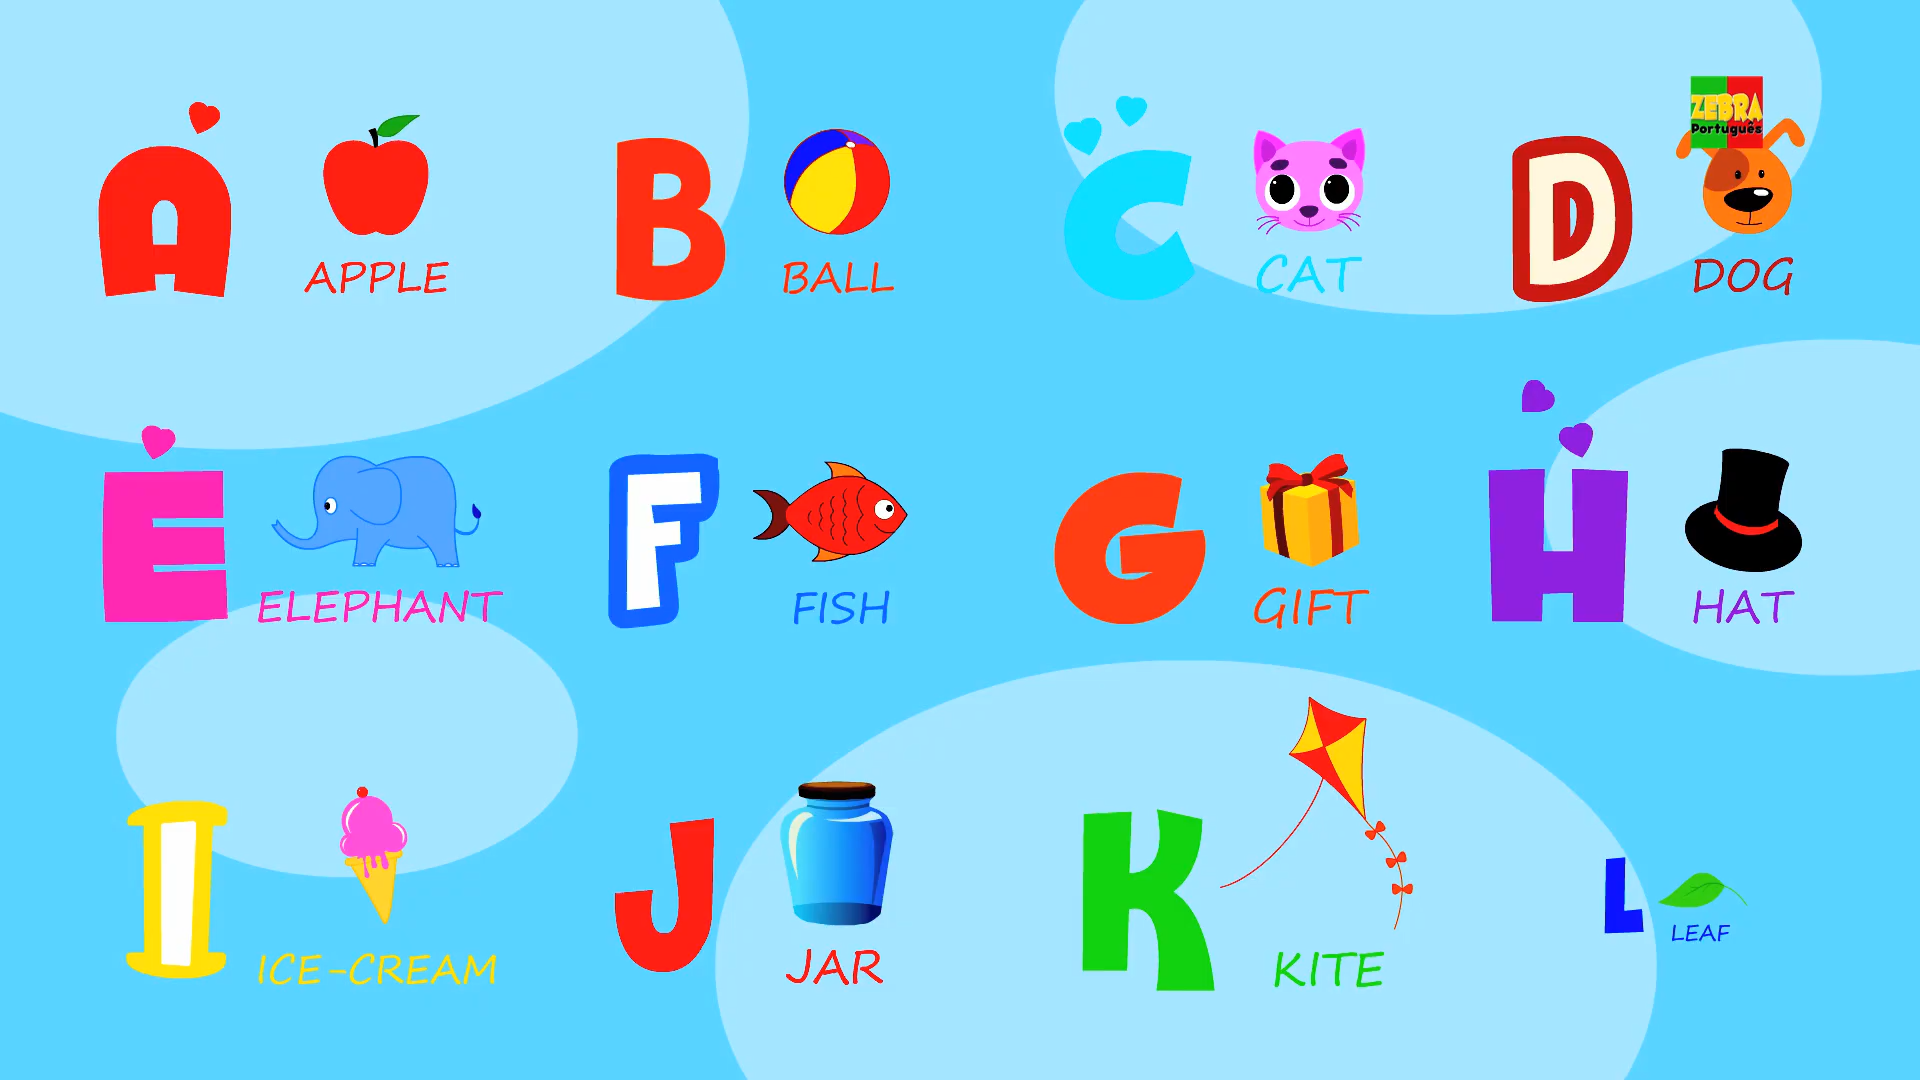 A APPLE
B BALL
C CAT
D DOG
ZEBRA
Português
E ELEPHANT
F FISH
G GIFT
H HAT
I ICE-CREAM
J JAR
K KITE
L LEAF